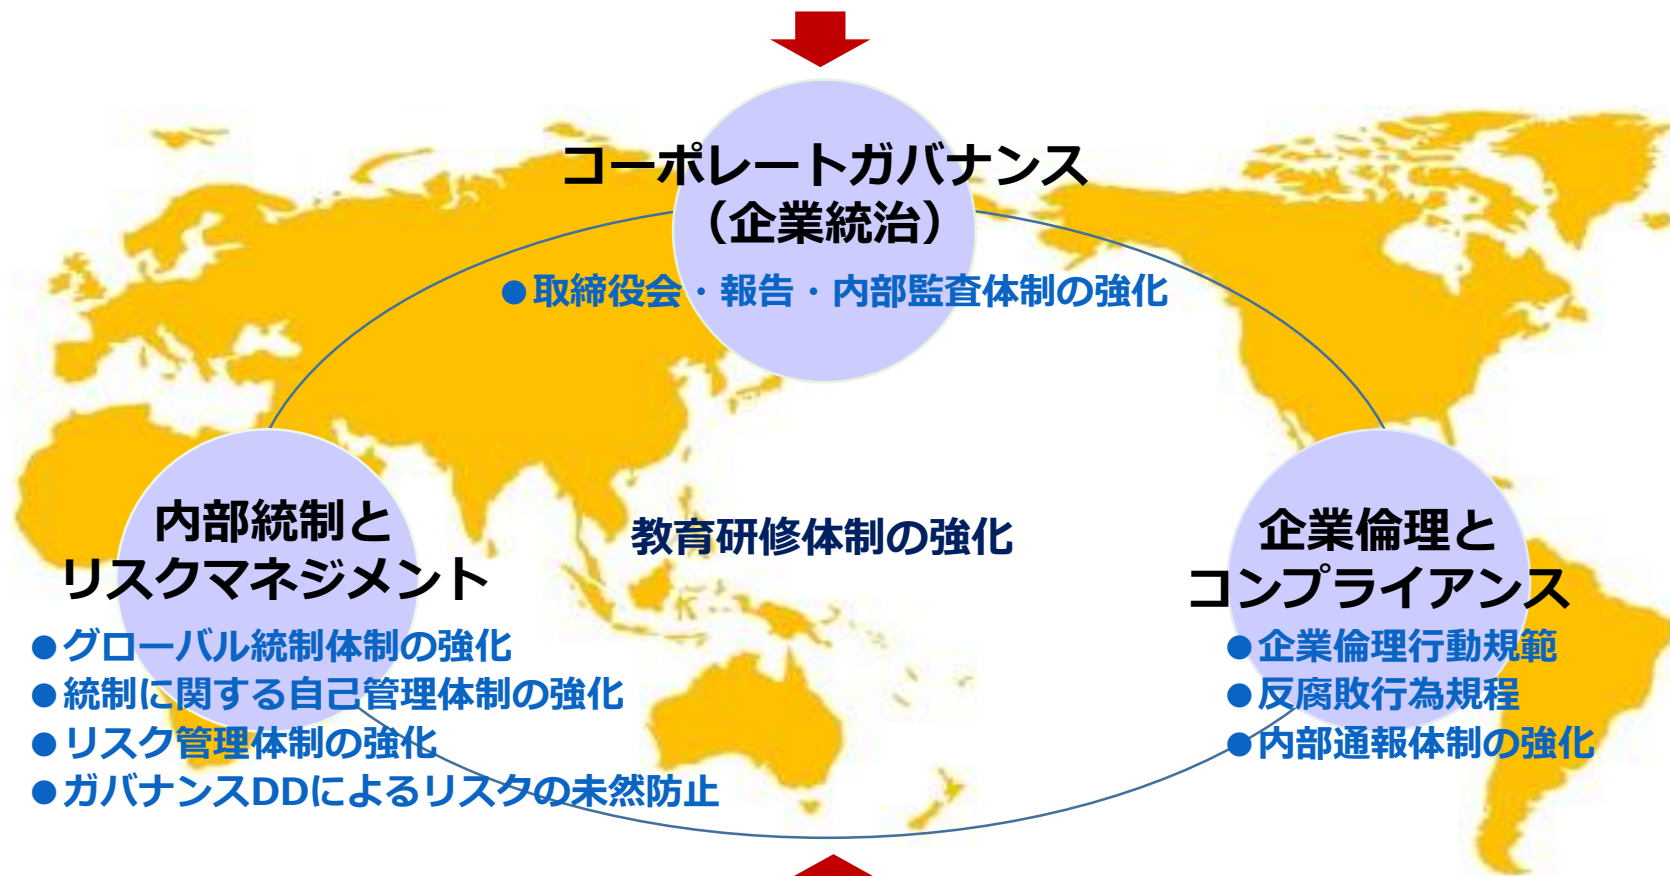 コーポレートガバナンス
（企業統治）
●取締役会・報告・内部監査体制の強化
内部統制と
リスクマネジメント
●グローバル統制体制の強化
●統制に関する自己管理体制の強化
●リスク管理体制の強化
●ガバナンスDDによるリスクの未然防止
教育研修体制の強化
企業倫理と
コンプライアンス
●企業倫理行動規範
●反腐敗行為規程
●内部通報体制の強化